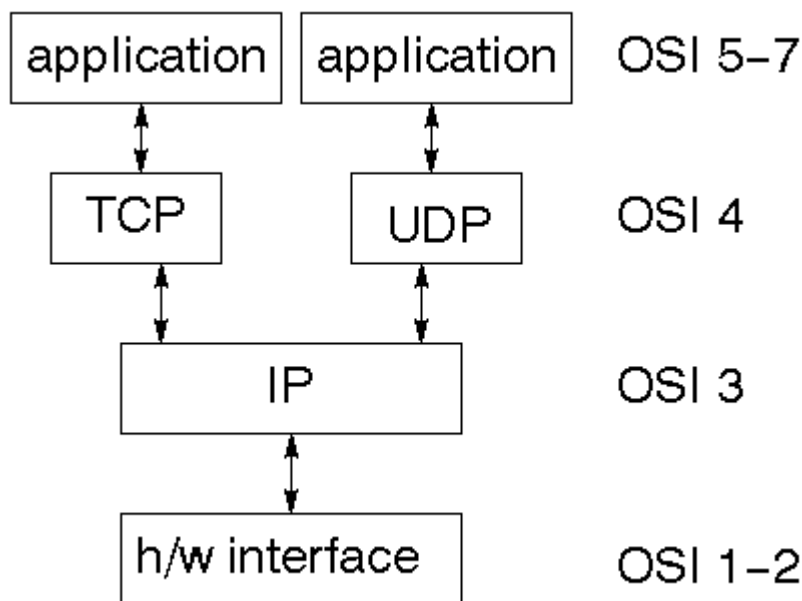 application application OSI 5-7
TCP UDP OSI 4
IP OSI 3
h/w interface OSI 1-2